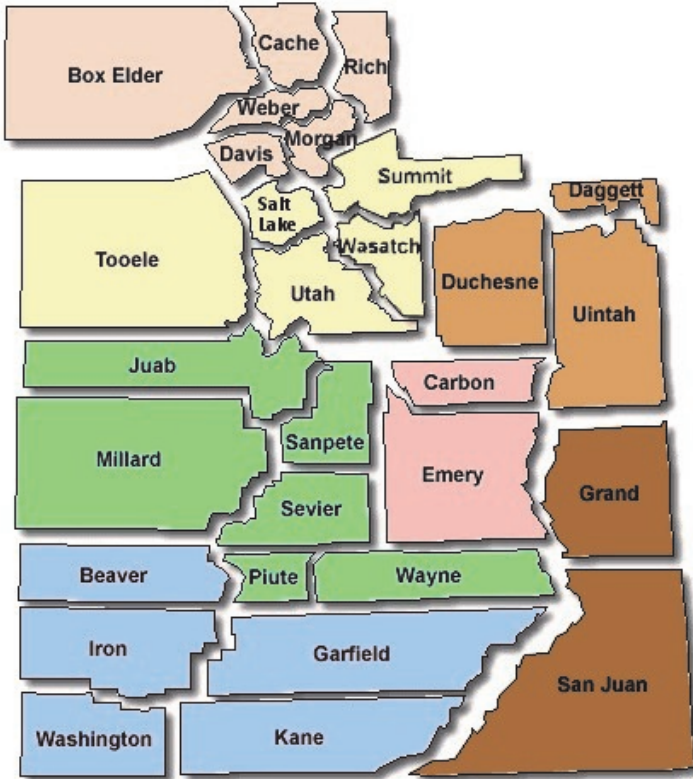 Cache
Box Elder
Rich
Weber
Morgan
Davis
Summit
Daggett
Salt
Lake
Wasatch
Tooele
Duchesne
Utah
Uintah
Juab
Carbon
Sanpete
Millard
Emery
Grand
Sevier
Beaver
Piute
Wayne
Iron
Garfield
San Juan
Washington
Kane